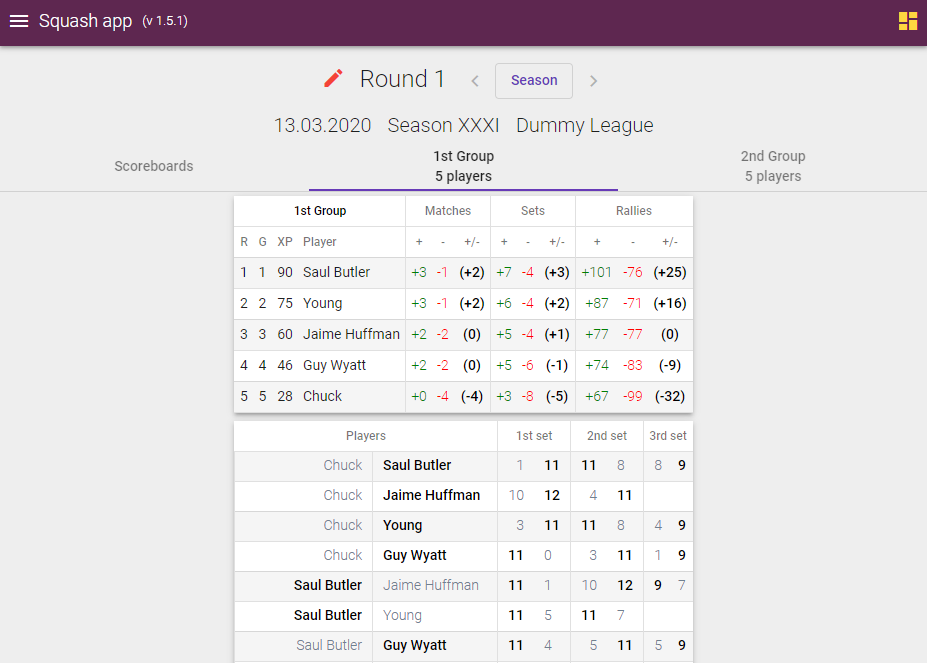 Squash app (v 1.5.1)
Round 1 Season
13.03.2020 Season XXXI Dummy League
Scoreboards
1st Group
5 players
2nd Group
5 players
1st Group Matches Sets Rallies
R G XP Player + - +/- + - +/- + - +/-
1 1 90 Saul Butler +3 -1 (+2) +7 -4 (+3) +101 -76 (+25)
2 2 75 Young +3 -1 (+2) +6 -4 (+2) +87 -71 (+16)
3 3 60 Jaime Huffman +2 -2 (0) +5 -4 (+1) +77 -77 (0)
4 4 46 Guy Wyatt +2 -2 (0) +5 -6 (-1) +74 -83 (-9)
5 5 28 Chuck +0 -4 (-4) +3 -8 (-5) +67 -99 (-32)
Players 1st set 2nd set 3rd set
Chuck Saul Butler 1 11 11 8 8 9
Chuck Jaime Huffman 10 12 4 11
Chuck Young 3 11 11 8 4 9
Chuck Guy Wyatt 11 0 3 11 1 9
Saul Butler Jaime Huffman 11 1 10 12 9 7
Saul Butler Young 11 5 11 7
Saul Butler Guy Wyatt 11 4 5 11 5 9